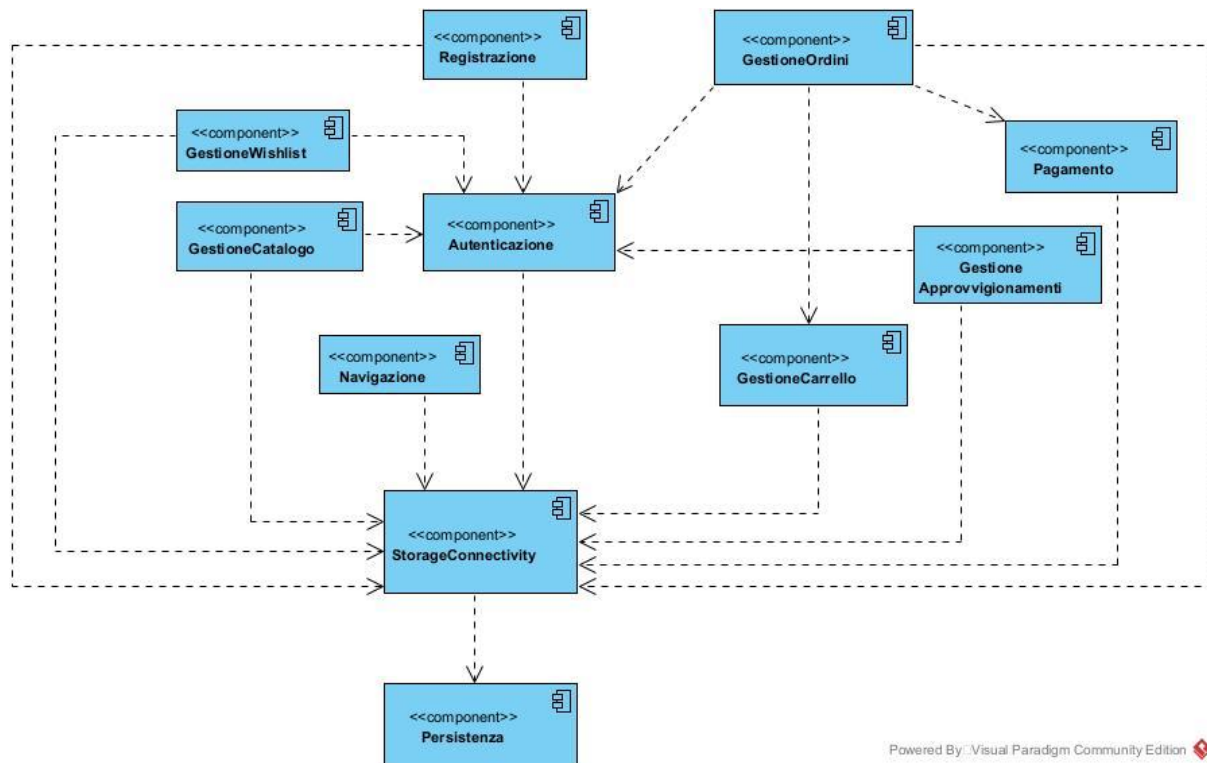 <<component>>
Registrazione
<<component>>
GestioneOrdini
<<component>>
GestioneWishlist
<<component>>
Pagamento
<<component>>
GestioneCatalogo
<<component>>
Autenticazione
<<component>>
Gestione
Approvvigionamenti
<<component>>
Navigazione
<<component>>
GestioneCarrello
<<component>>
StorageConnectivity
<<component>>
Persistenza
Powered By Visual Paradigm Community Edition